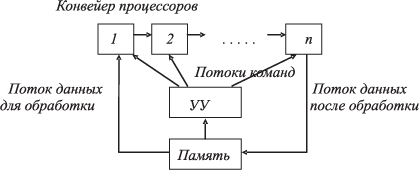 Конвейер процессоров
1 2 ..... n
Потоки команд
Поток данных
для обработки
Поток данных
после обработки
УУ
Память